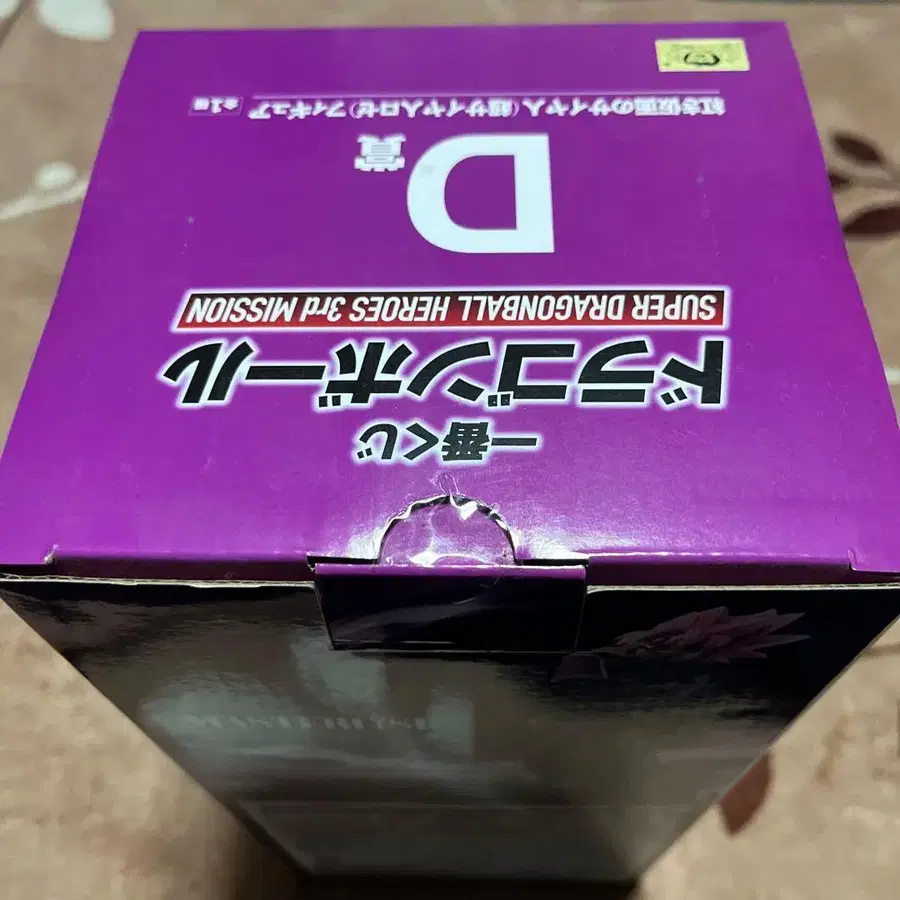 一番くじ
ドラゴンボール
SUPER DRAGONBALL HEROES 3rd MISSION
D賞
紅き仮面のサイヤ人(超サイヤ人ロゼ)フィギュア 全1種
MASTERLISE